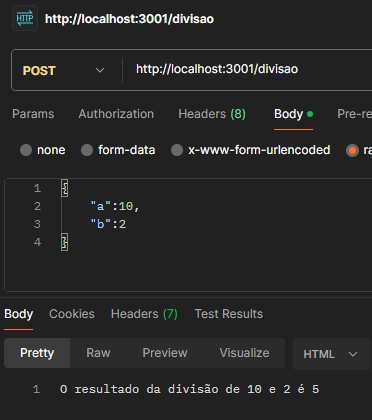 HTTP http://localhost:3001/divisao
POST http://localhost:3001/divisao
Params Authorization Headers (8) Body Pre-re
none form-data x-www-form-urlencoded ra
1 {
2 "a":10,
3 "b":2
4 }
Body Cookies Headers (7) Test Results
Pretty Raw Preview Visualize HTML
1 O resultado da divisão de 10 e 2 é 5